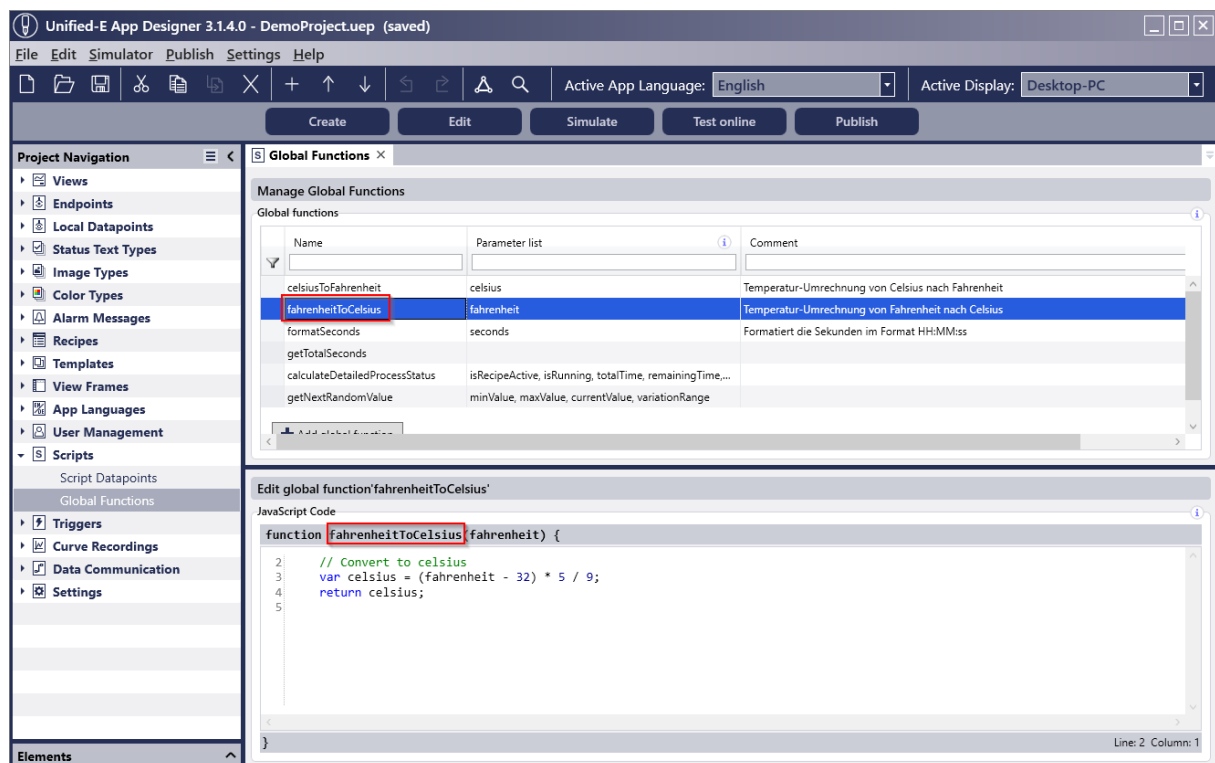 Unified-E App Designer 3.1.4.0 - DemoProject.uep (saved)
File Edit Simulator Publish Settings Help
Active App Language: English Active Display: Desktop-PC
Create Edit Simulate Test online Publish
Project Navigation
Views
Endpoints
Local Datapoints
Status Text Types
Image Types
Color Types
Alarm Messages
Recipes
Templates
View Frames
App Languages
User Management
S Scripts
Script Datapoints
Global Functions
Triggers
Curve Recordings
Data Communication
Settings
Elements
S Global Functions
Manage Global Functions
Global functions
Name Parameter list Comment
celsiusToFahrenheit celsius Temperatur-Umrechnung von Celsius nach Fahrenheit
fahrenheitToCelsius fahrenheit Temperatur-Umrechnung von Fahrenheit nach Celsius
formatSeconds seconds Formatiert die Sekunden im Format HH:MM:ss
getTotalSeconds
calculateDetailedProcessStatus isRecipeActive, isRunning, totalTime, remainingTime,...
getNextRandomValue minValue, maxValue, currentValue, variationRange
Add global function
Edit global function'fahrenheitToCelsius'
JavaScript Code
function fahrenheitToCelsius(fahrenheit) {
2 // Convert to celsius
3 var celsius = (fahrenheit - 32) * 5 / 9;
4 return celsius;
5
}
Line: 2 Column: 1